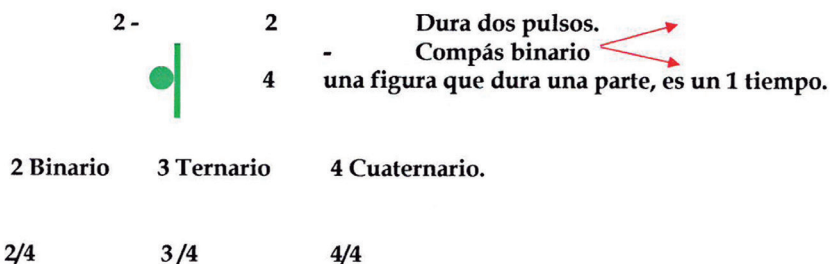 2 - 2 Dura dos pulsos.
- Compás binario
4 una figura que dura una parte, es un 1 tiempo.
2 Binario 3 Ternario 4 Cuaternario.
2/4 3/4 4/4